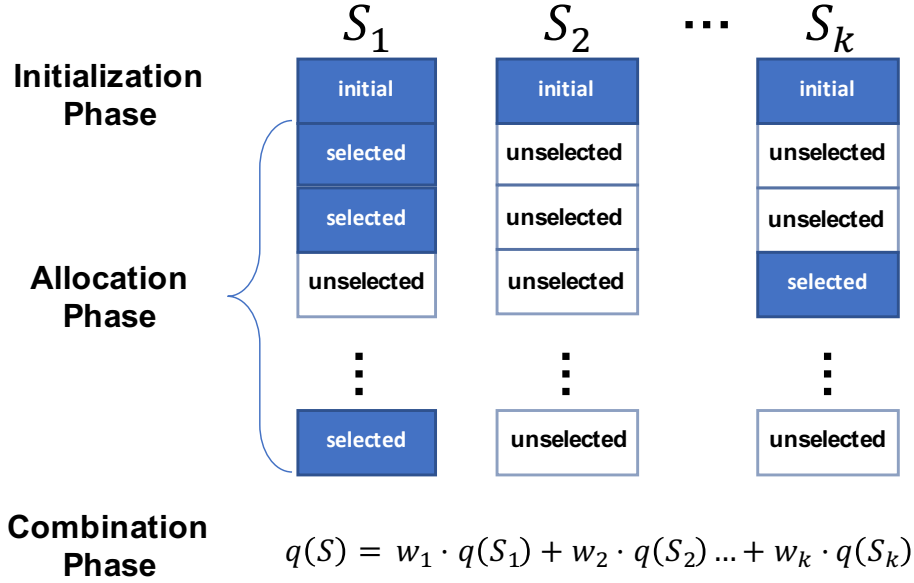 S₁ S₂ ⋯ Sₖ
Initialization
Phase
initial initial initial
selected unselected unselected
selected unselected unselected
Allocation
Phase
unselected unselected selected
⋮ ⋮ ⋮
selected unselected unselected
Combination
Phase
q(S) = w₁ · q(S₁) + w₂ · q(S₂) … + wₖ · q(Sₖ)